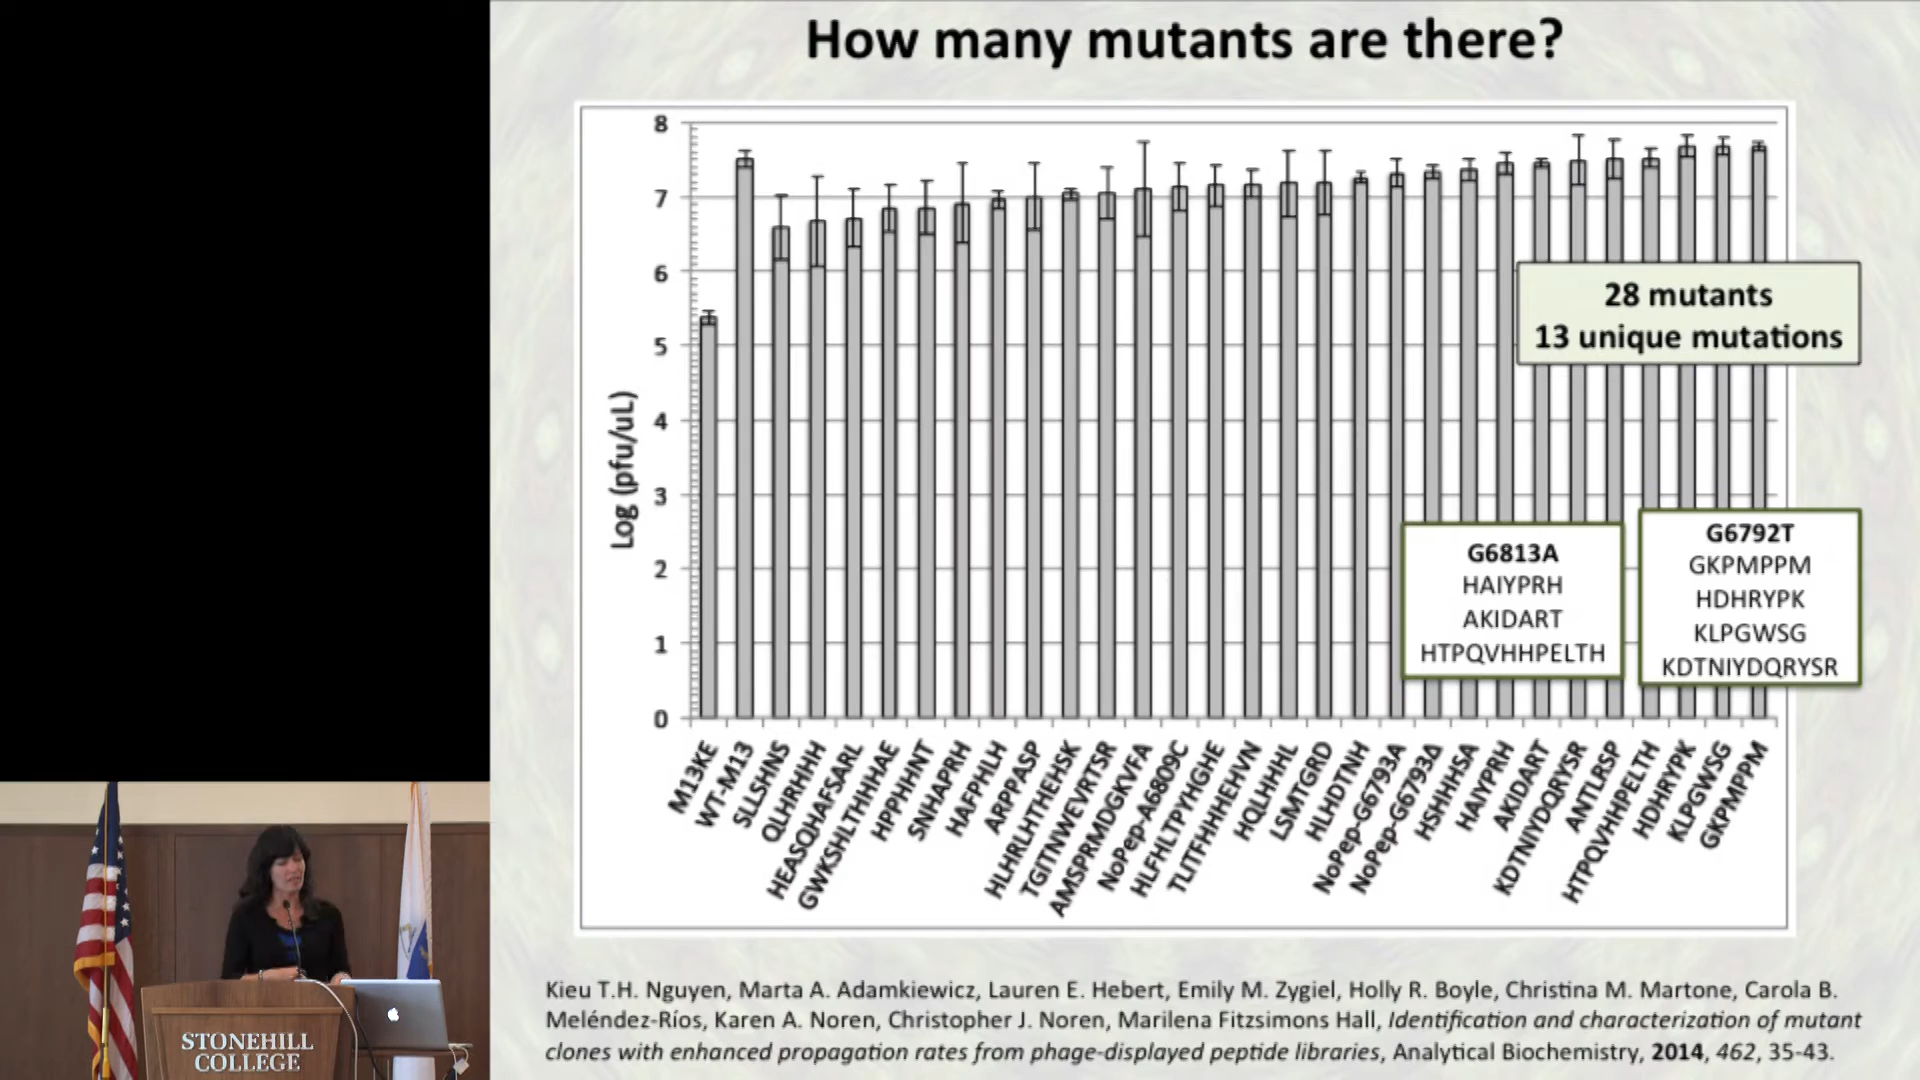 How many mutants are there?
8
7
6
5
4
3
2
1
0
Log (pfu/uL)
28 mutants
13 unique mutations
G6813A
HAIYPRH
AKIDART
HTPQVHHPELTH
G6792T
GKPMPPM
HDHRYPK
KLPGWSG
KDTNIYDQRYSR
M13KE
WT-M13
SLLSHNS
QLHRHHH
HEASQHAFSARL
GWKSHLTHHHHAE
HPPHHNT
SNHAPRH
HAFPHLH
ARPPASP
HLHRLHTHEHSK
TGITNWEVRTSR
AMSPRMDGKVFA
NoPep-A6809C
HLFHLTPYHGHE
TLITFHHHEHVN
HQLHHHL
LSMTGRD
HLHDTNH
NoPep-G6793A
NoPep-G6793Δ
HSHHHSA
HAIYPRH
AKIDART
KDTNIYDQRYSR
ANTLRSP
HTPQVHHPELTH
HDHRYPK
KLPGWSG
GKPMPPM
Kieu T.H. Nguyen, Marta A. Adamkiewicz, Lauren E. Hebert, Emily M. Zygiel, Holly R. Boyle, Christina M. Martone, Carola B.
Meléndez-Ríos, Karen A. Noren, Christopher J. Noren, Marilena Fitzsimons Hall, Identification and characterization of mutant
clones with enhanced propagation rates from phage-displayed peptide libraries, Analytical Biochemistry, 2014, 462, 35-43.
STONEHILL
COLLEGE